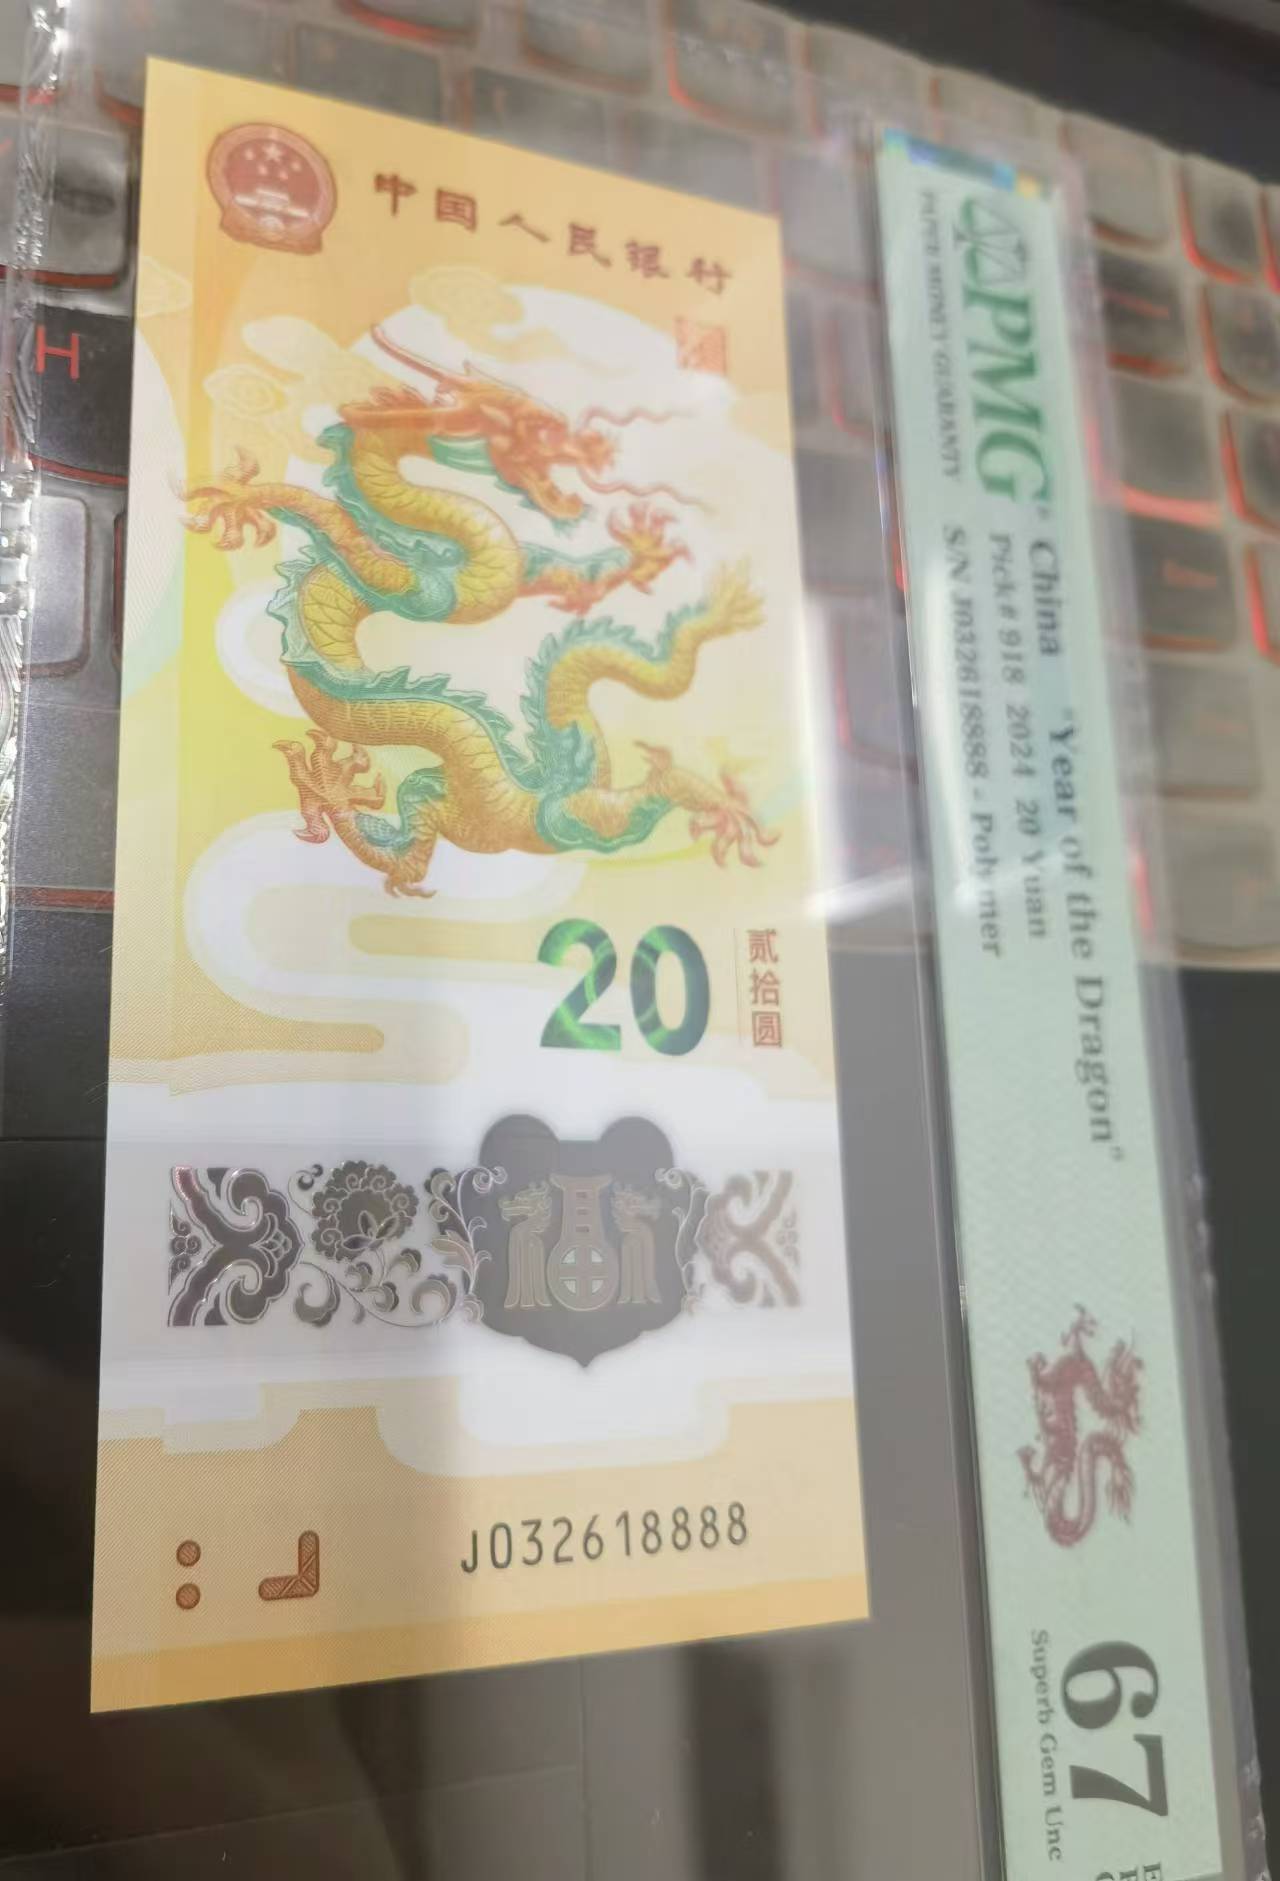 中国人民银行
20
贰拾圆
J032618888
PMG
PAPER MONEY GUARANTY
China "Year of the Dragon"
Pick# 918 2024 20 Yuan
S/N J032618888 - Polymer
67
Superb Gem Unc
H